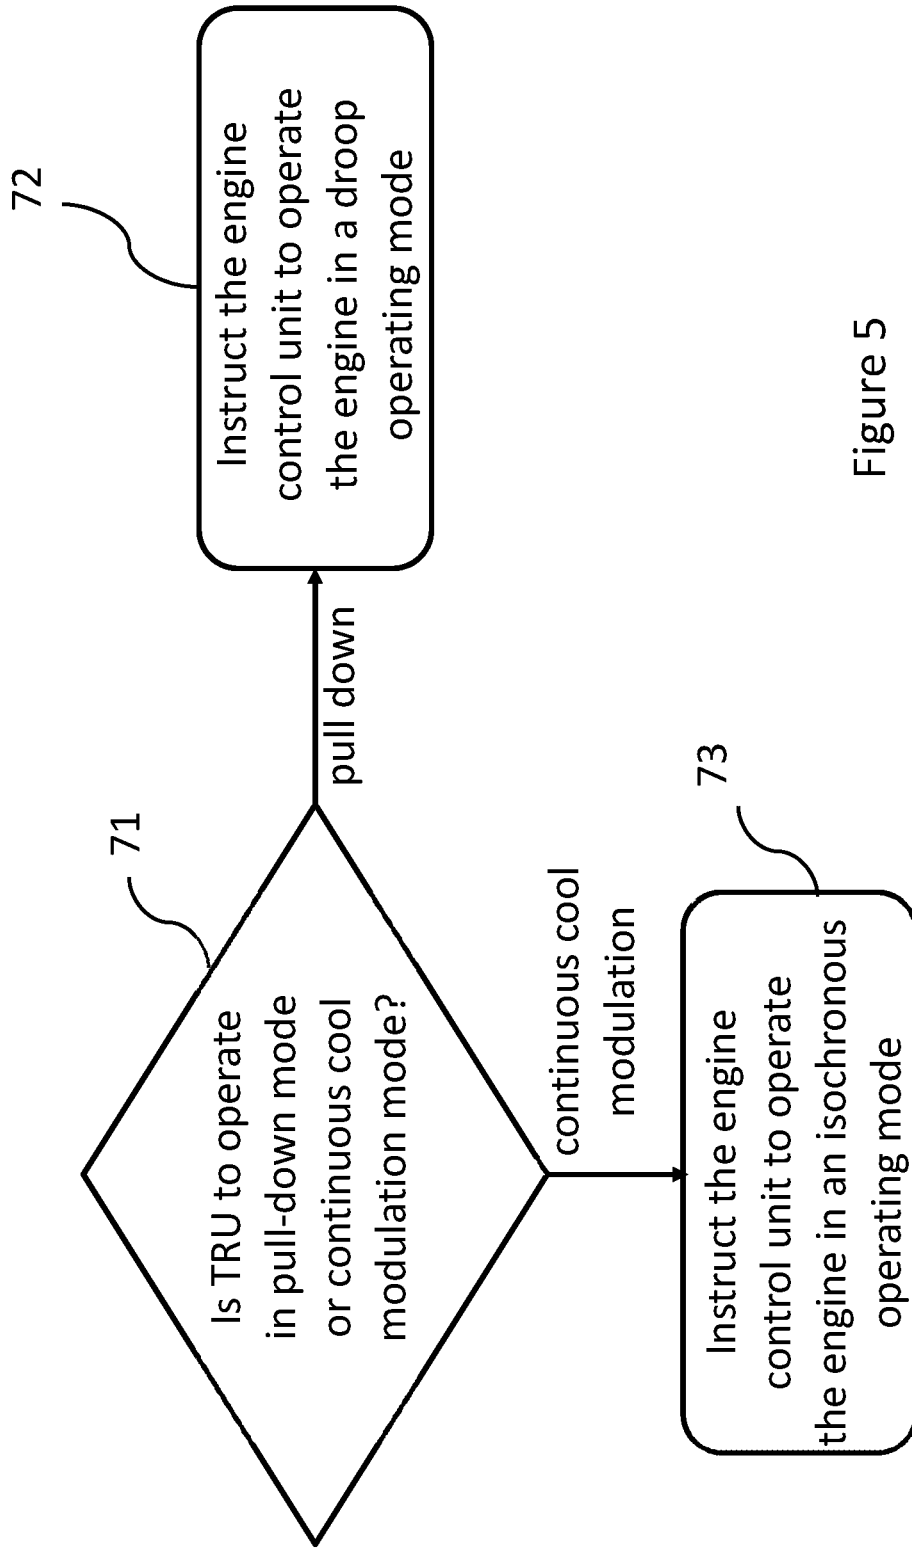 71
Is TRU to operate
in pull-down mode
or continuous cool
modulation mode?
pull down
72
Instruct the engine
control unit to operate
the engine in a droop
operating mode
continuous cool
modulation
73
Instruct the engine
control unit to operate
the engine in an isochronous
operating mode
Figure 5